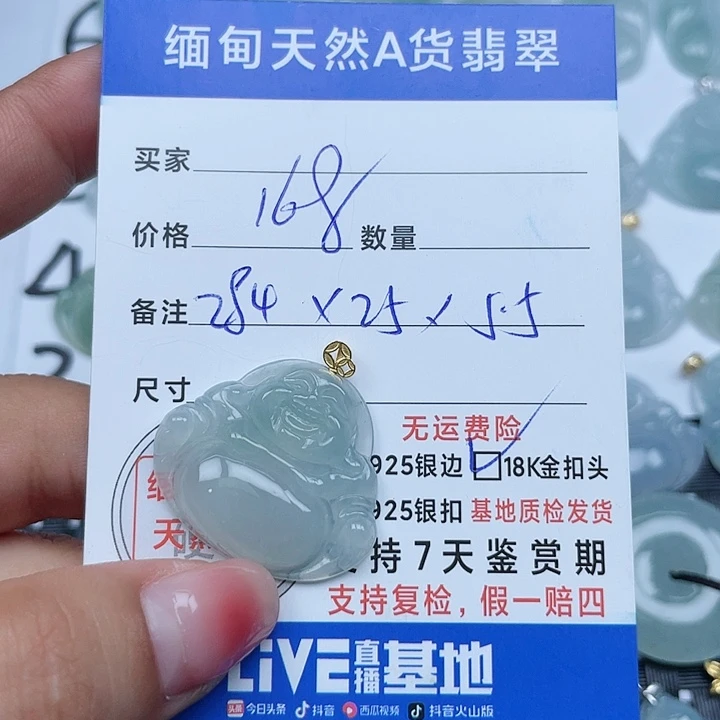 缅甸天然A货翡翠
买家
价格 168 数量
备注 284×25×5.5
尺寸
无运费险
925银边 18K金扣头
925银扣 基地质检发货
持7天鉴赏期
支持复检，假一赔四
LiVE直播基地
头条 今日头条 抖音 西瓜视频 抖音火山版